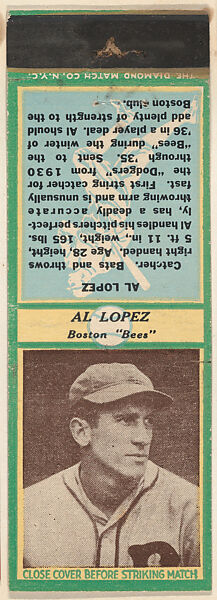 THE DIAMOND MATCH CO. N.Y.C.
AL LOPEZ
Catcher. Bats and throws
right handed. Age 28, height,
5 ft. 11 in., weight, 165 lbs.
Al handles his pitchers perfect-
ly, has a deadly accurate
throwing arm and is unusually
fast. First string catcher for
the "Dodgers" from 1930
through '35. Sent to the
"Bees" during the winter of
'36 in a player deal. Al should
add plenty to the strength of
Boston club.
AL LOPEZ
Boston "Bees"
CLOSE COVER BEFORE STRIKING MATCH